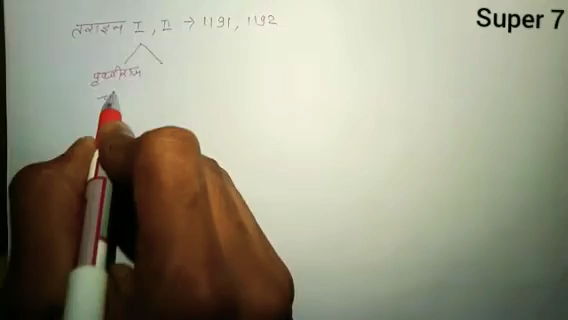 Super 7
तराइन I, II → 1191, 1192
पृथ्वीराज